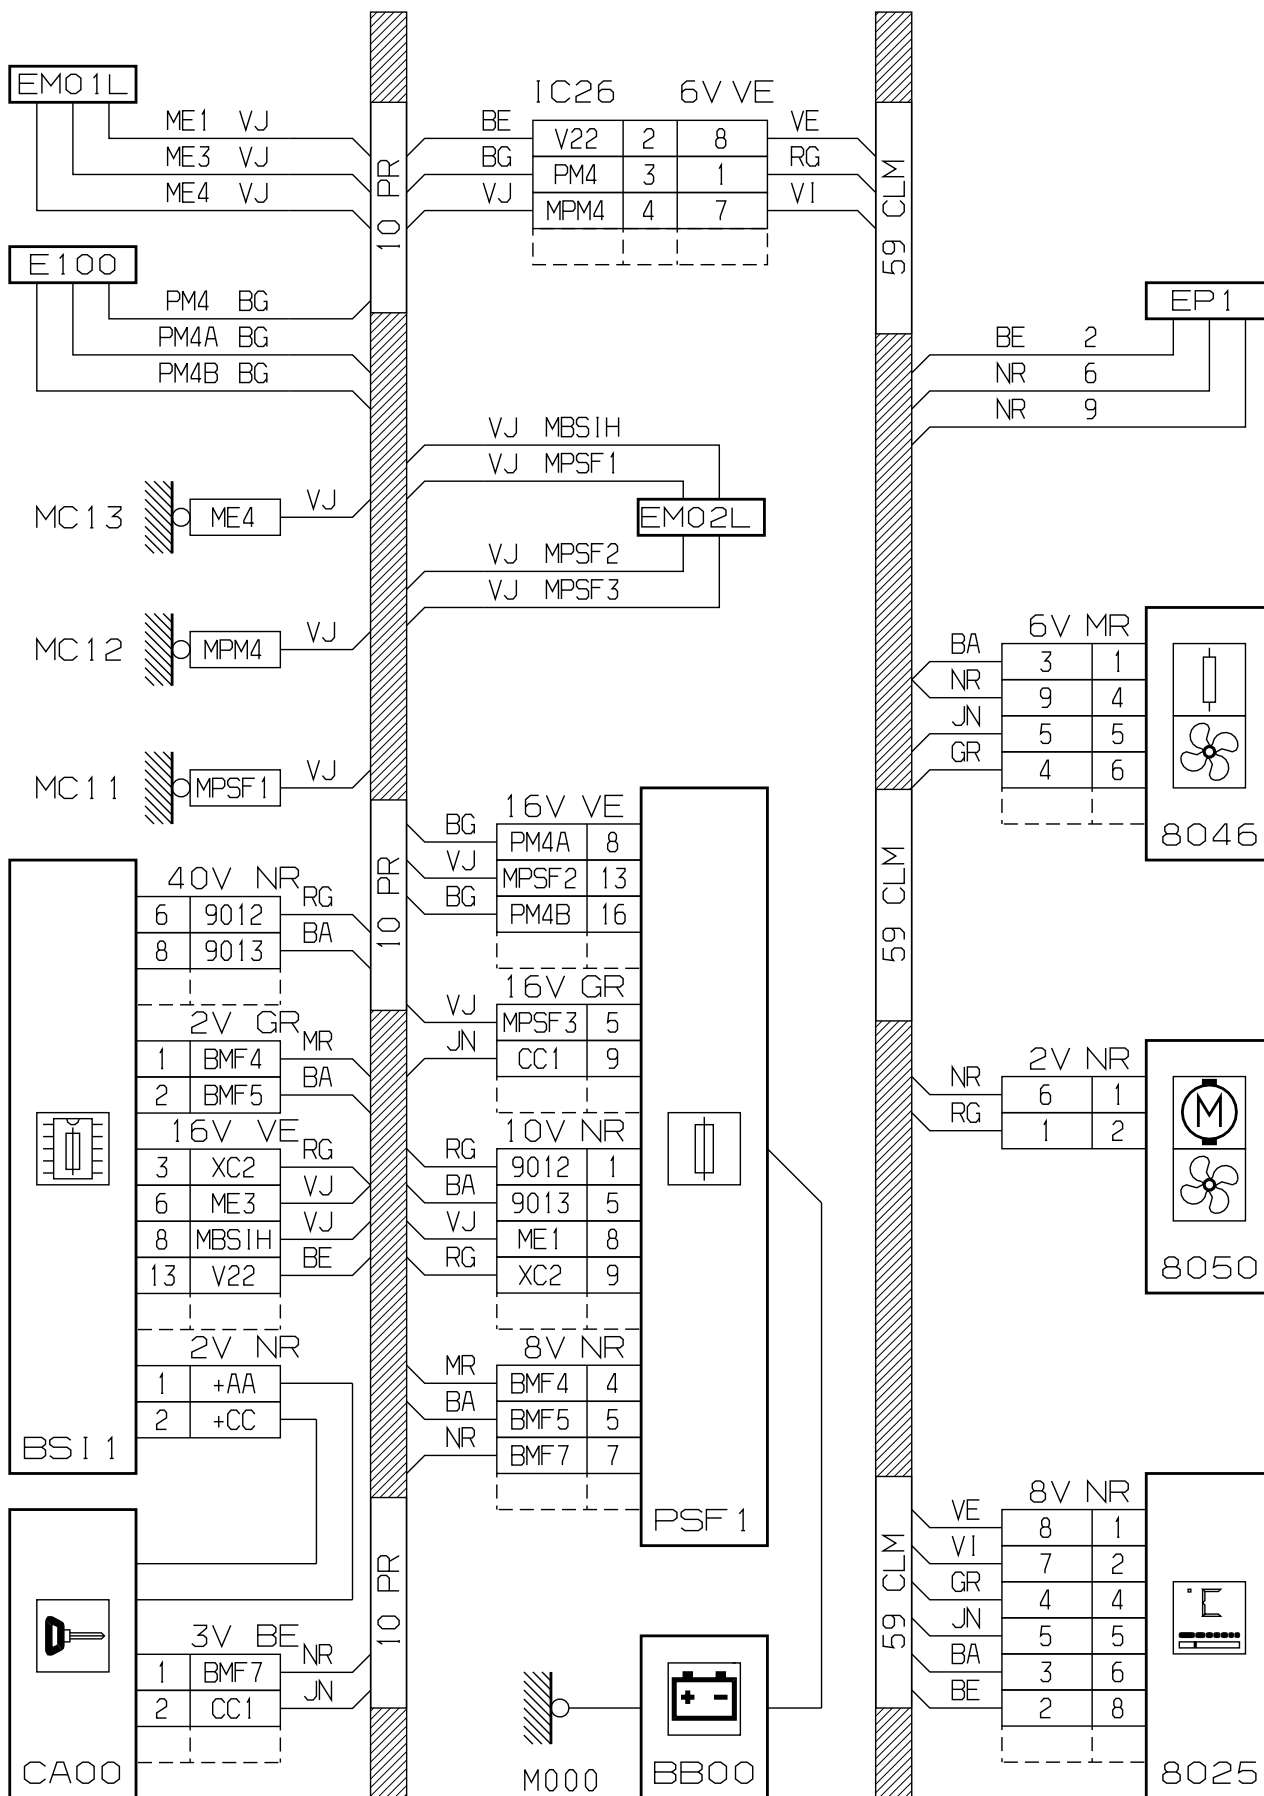 EM01L
ME1 VJ
ME3 VJ
ME4 VJ
10 PR
IC26 6V VE
BE V22 2 8 VE
BG PM4 3 1 RG
VJ MPM4 4 7 VI
59 CLM
E100
PM4 BG
PM4A BG
PM4B BG
EP1
BE 2
NR 6
NR 9
VJ MBSIH
VJ MPSF1
EM02L
VJ MPSF2
VJ MPSF3
MC13 ME4 VJ
MC12 MPM4 VJ
MC11 MPSF1 VJ
6V MR
BA 3 1
NR 9 4
JN 5 5
GR 4 6
8046
40V NR
6 9012 RG
8 9013 BA
2V GR
1 BMF4 MR
2 BMF5 BA
16V VE
3 XC2 RG
6 ME3 VJ
8 MBSIH VJ
13 V22 BE
2V NR
1 +AA
2 +CC
BSI1
10 PR
16V VE
BG PM4A 8
VJ MPSF2 13
BG PM4B 16
16V GR
VJ MPSF3 5
JN CC1 9
10V NR
RG 9012 1
BA 9013 5
VJ ME1 8
RG XC2 9
8V NR
MR BMF4 4
BA BMF5 5
NR BMF7 7
PSF1
59 CLM
2V NR
NR 6 1
RG 1 2
M
8050
3V BE
1 BMF7 NR
2 CC1 JN
CA00
10 PR
M000
+ -
BB00
59 CLM
8V NR
VE 8 1
VI 7 2
GR 4 4
JN 5 5
BA 3 6
BE 2 8
°C
8025